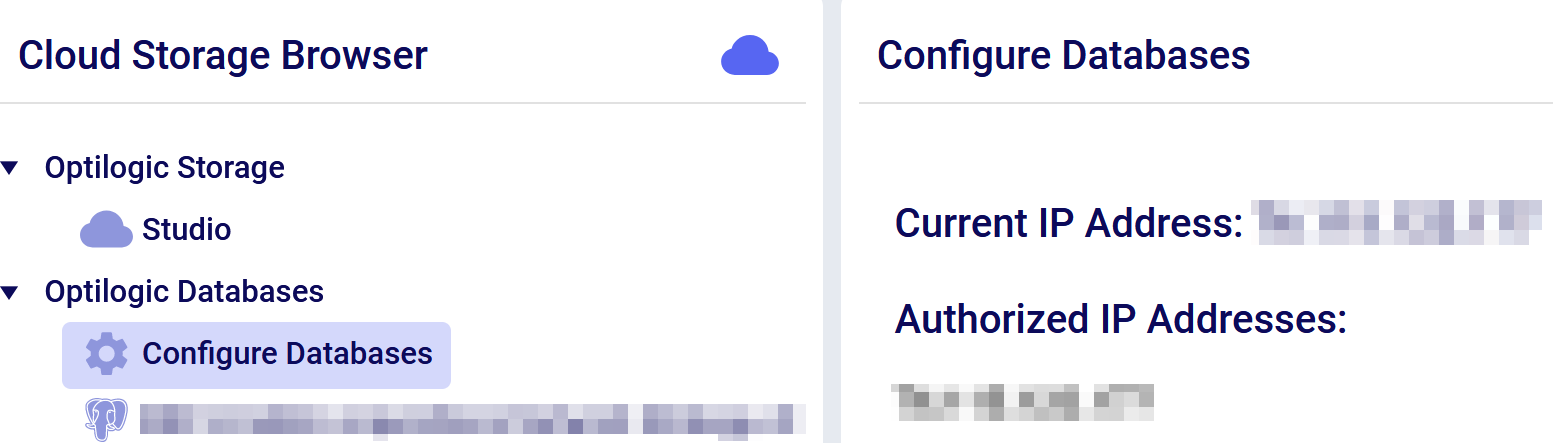 Cloud Storage Browser
Optilogic Storage
Studio
Optilogic Databases
Configure Databases
Configure Databases
Current IP Address:
Authorized IP Addresses: